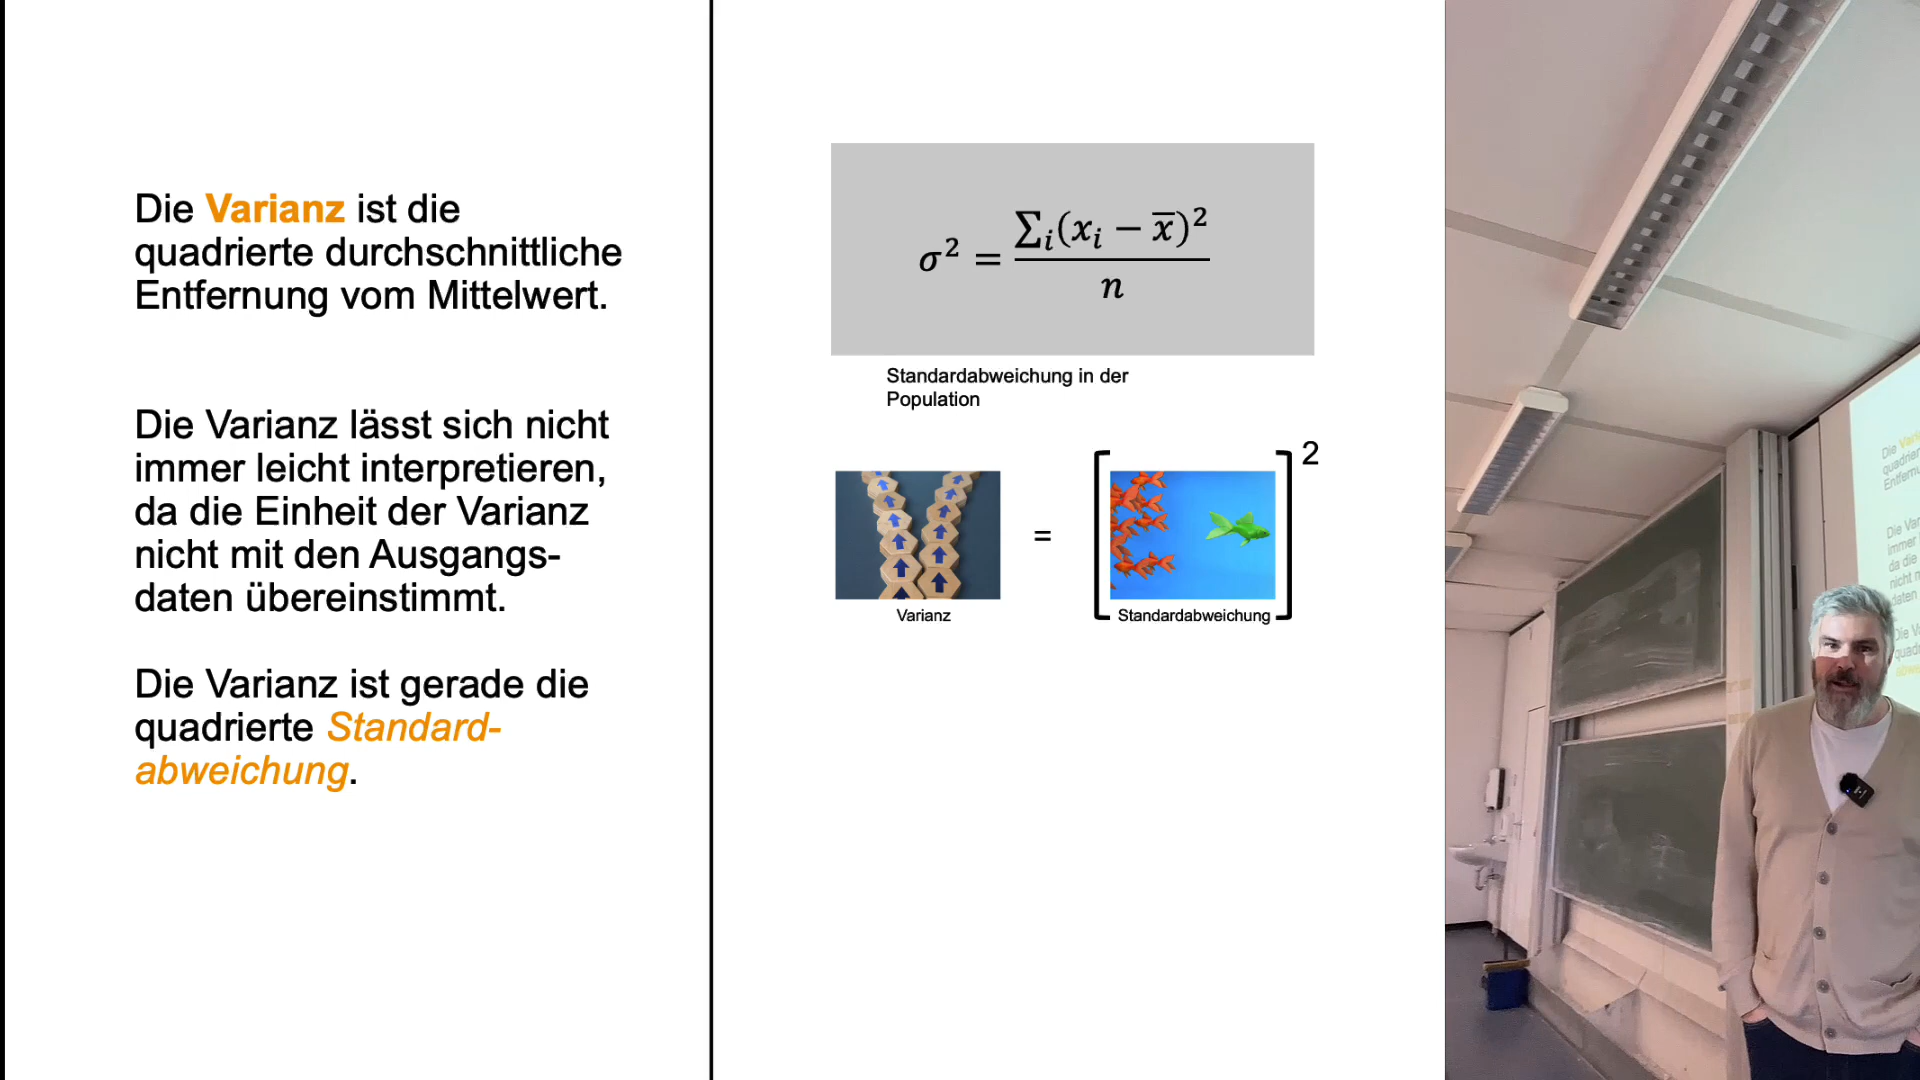 Die Varianz ist die
quadrierte durchschnittliche
Entfernung vom Mittelwert.
Die Varianz lässt sich nicht
immer leicht interpretieren,
da die Einheit der Varianz
nicht mit den Ausgangs-
daten übereinstimmt.
Die Varianz ist gerade die
quadrierte Standard-
abweichung.
σ² = ∑ᵢ(xᵢ − x̅)² / n
Standardabweichung in der
Population
Varianz
=
[Standardabweichung]²